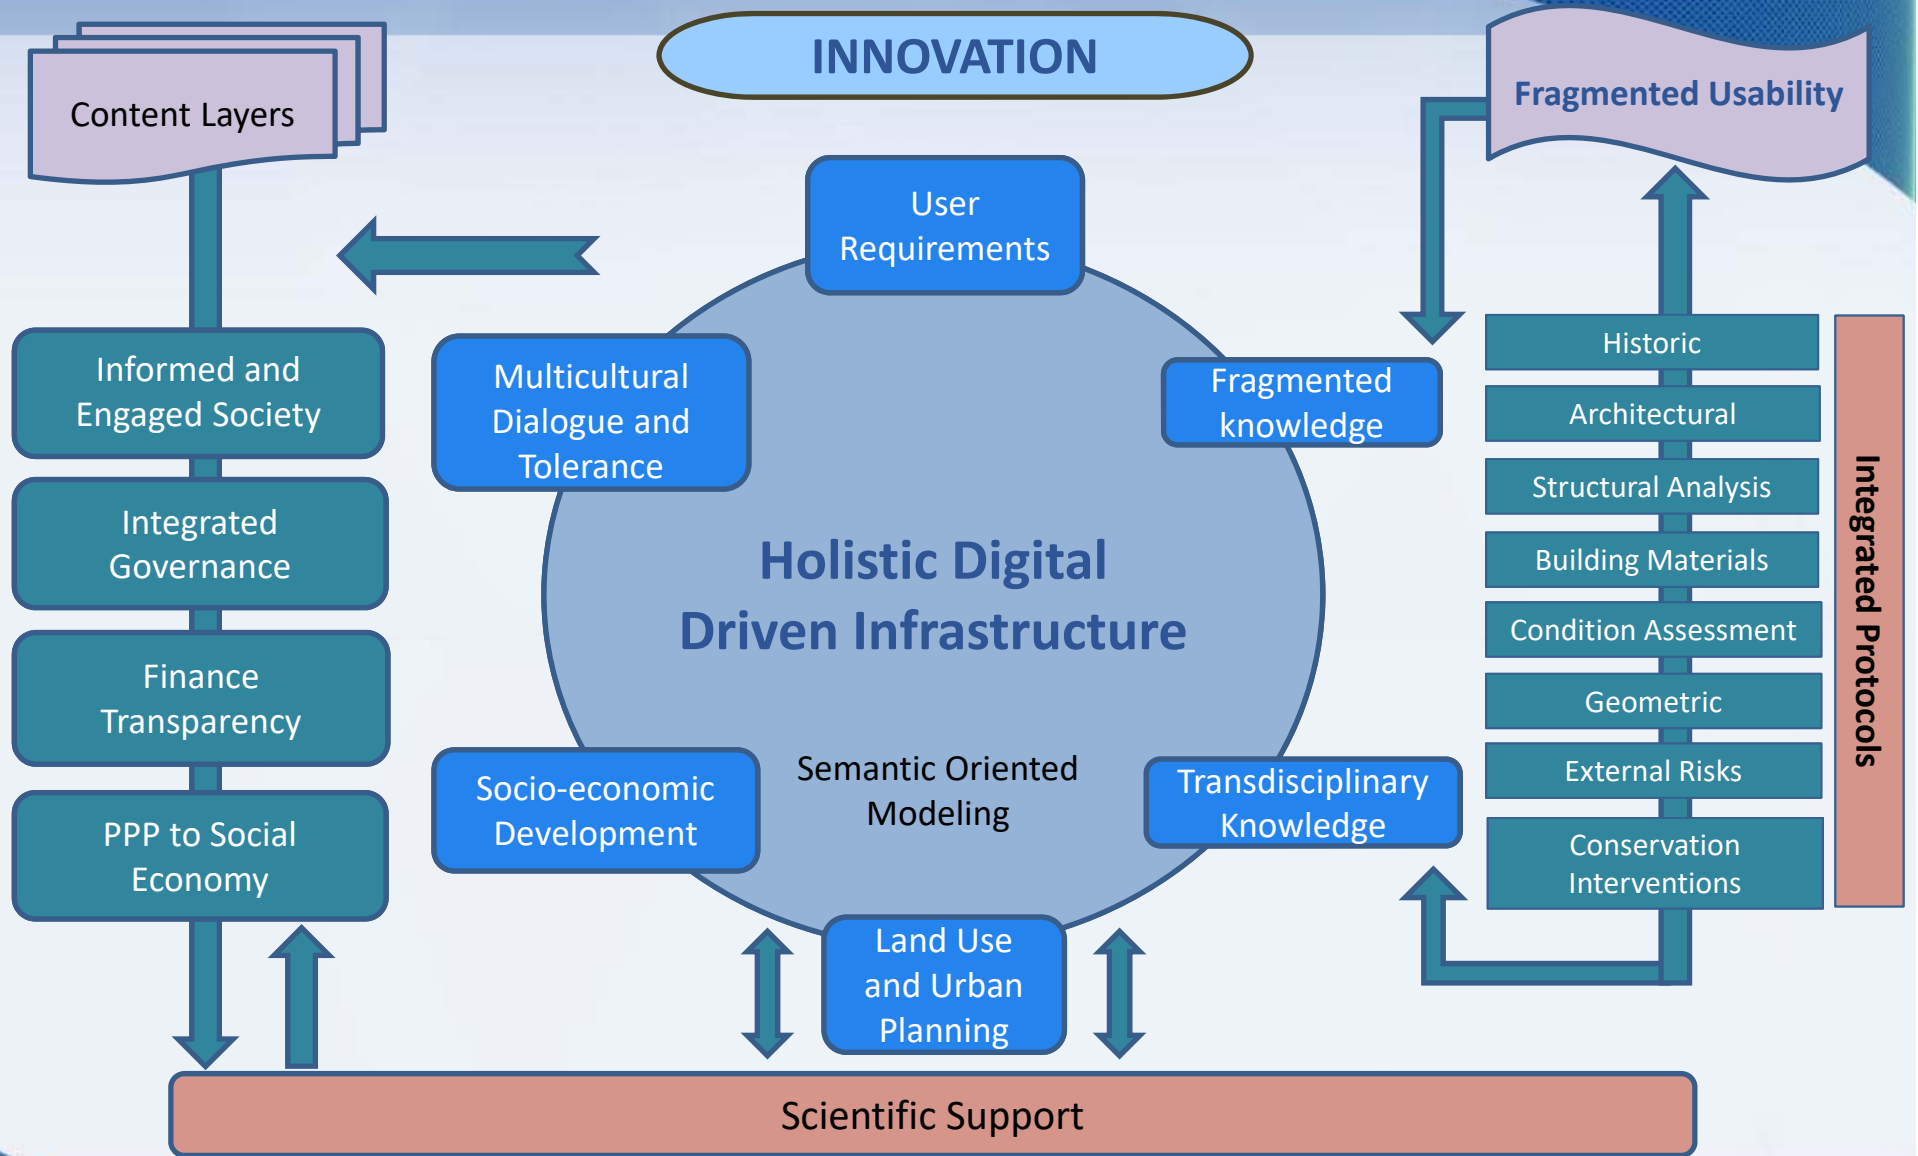 INNOVATION
Content Layers
Fragmented Usability
User
Requirements
Informed and
Engaged Society
Integrated
Governance
Finance
Transparency
PPP to Social
Economy
Multicultural
Dialogue and
Tolerance
Fragmented
knowledge
Holistic Digital
Driven Infrastructure
Semantic Oriented
Modeling
Socio-economic
Development
Transdisciplinary
Knowledge
Land Use
and Urban
Planning
Historic
Architectural
Structural Analysis
Building Materials
Condition Assessment
Geometric
External Risks
Conservation
Interventions
Integrated Protocols
Scientific Support